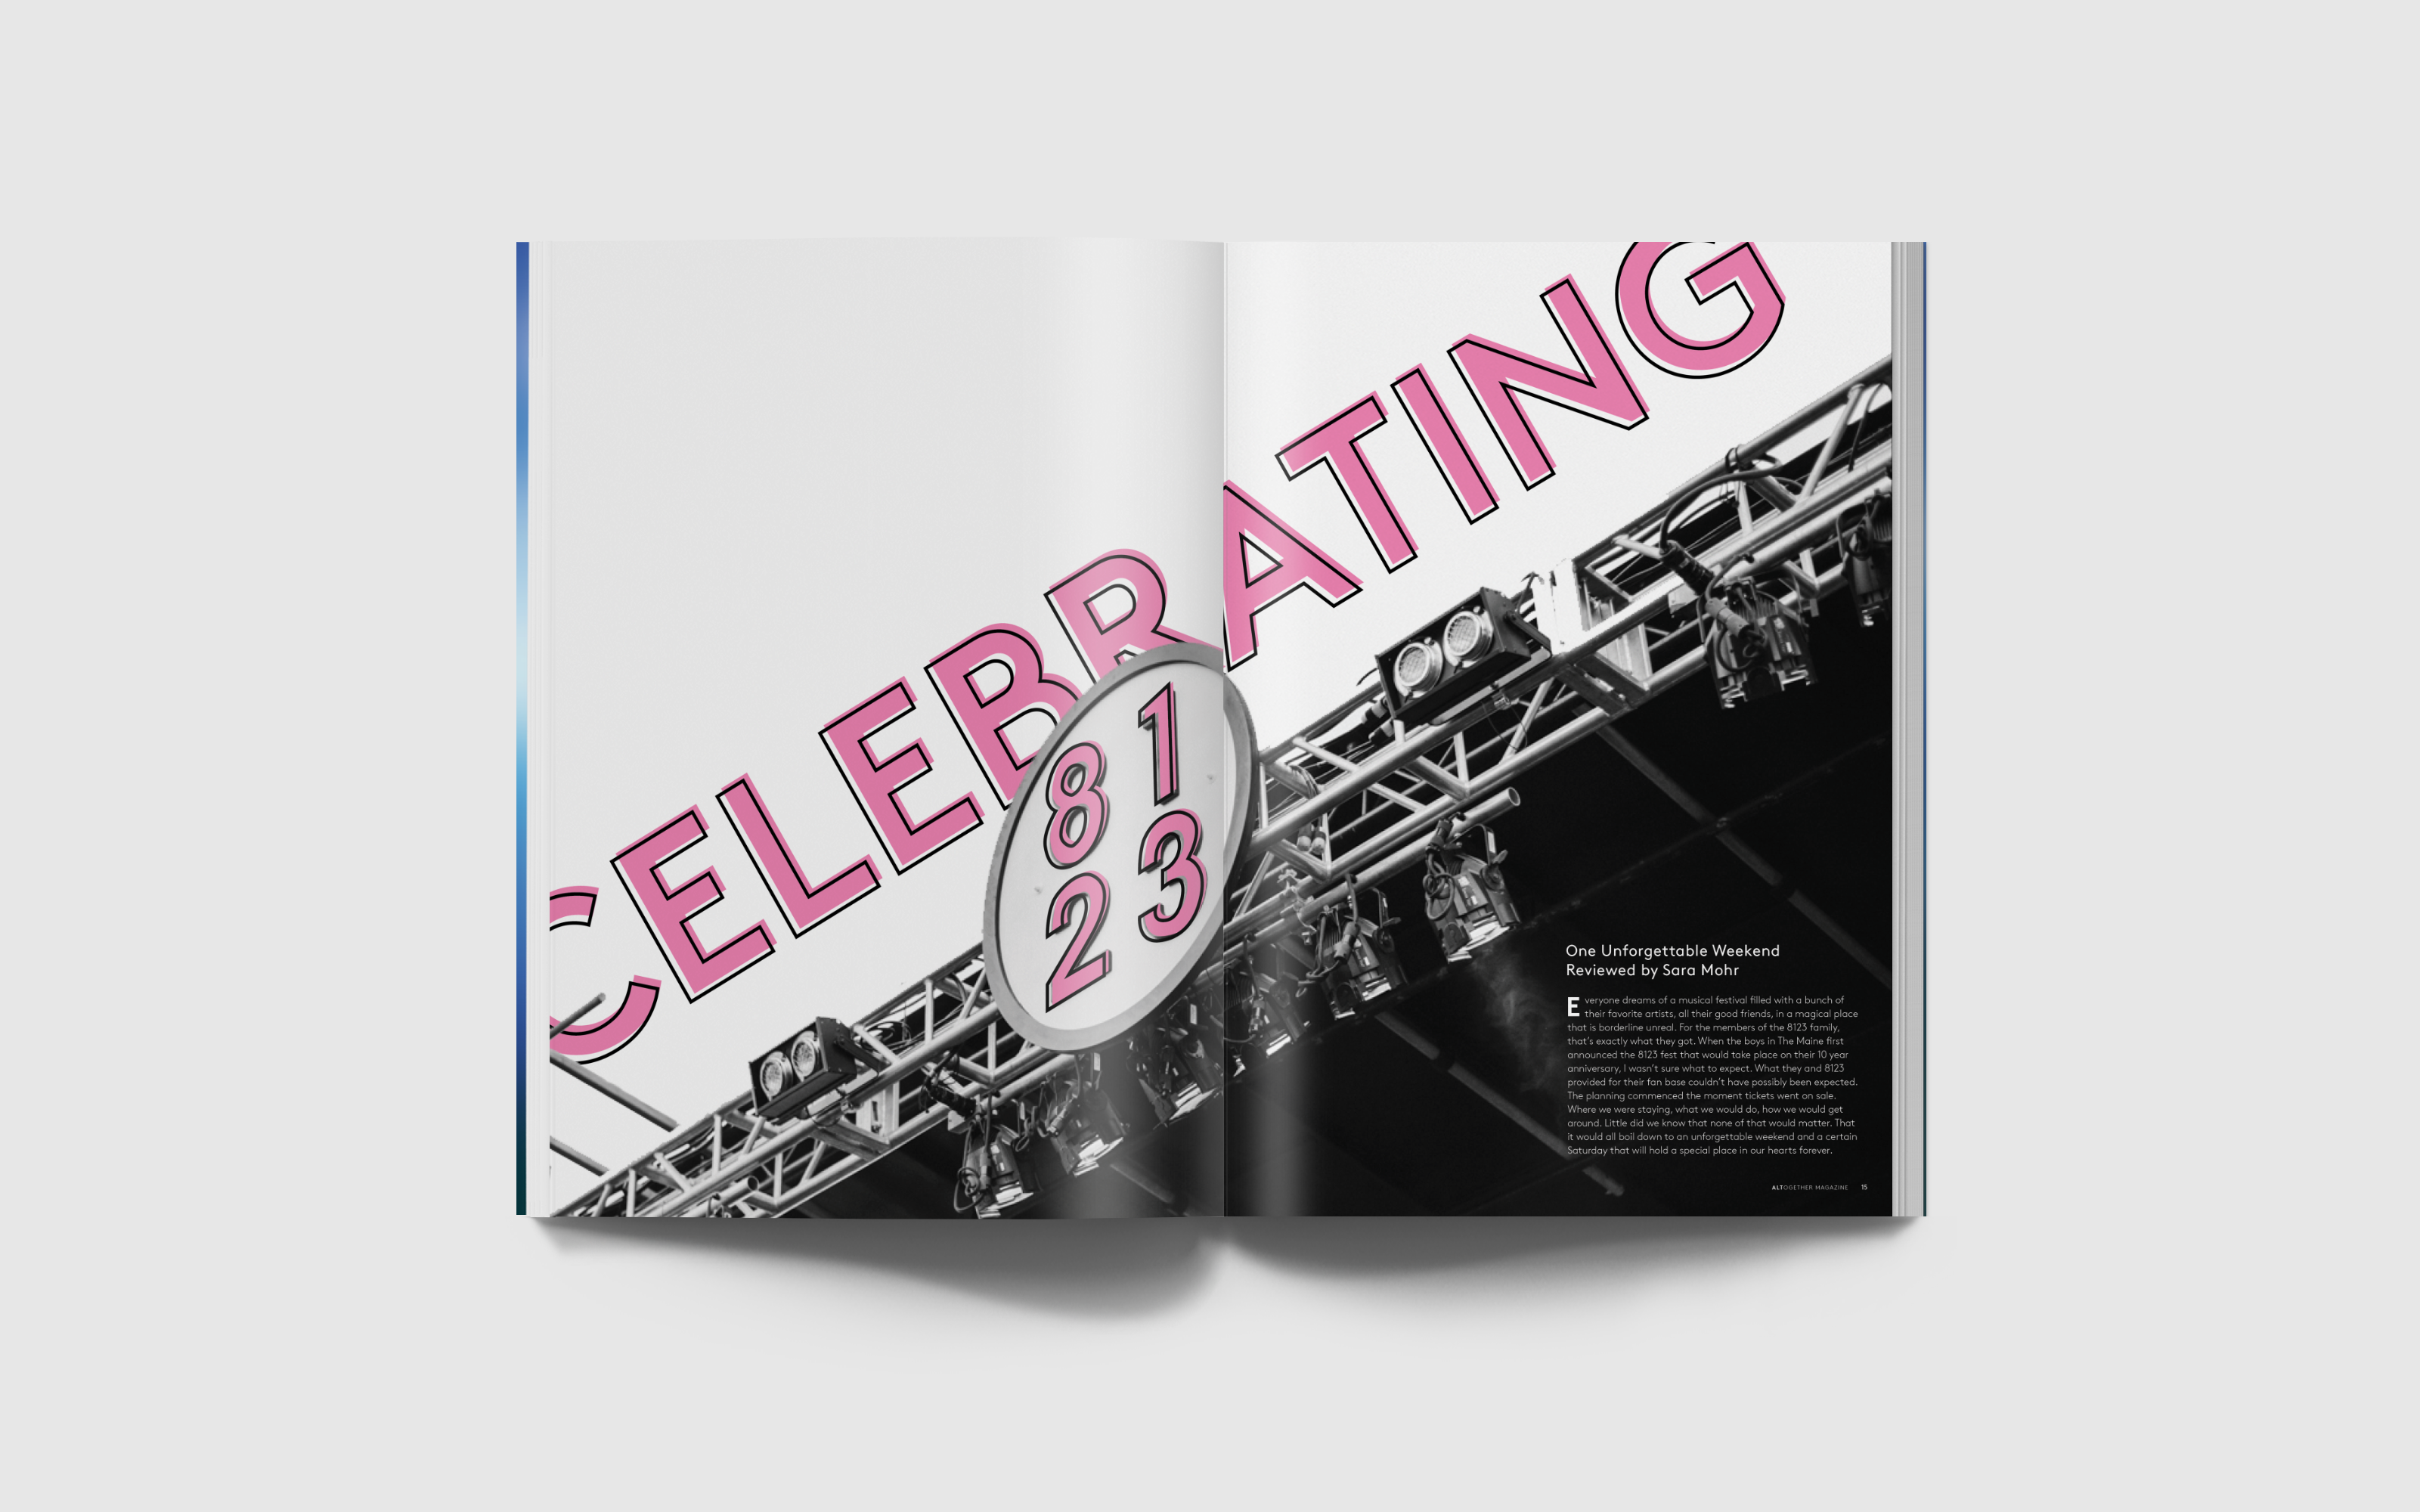 CELEBRATING
8 1
2 3
One Unforgettable Weekend
Reviewed by Sara Mohr
Everyone dreams of a musical festival filled with a bunch of
their favorite artists, all their good friends, in a magical place
that is borderline unreal. For the members of the 8123 family,
that's exactly what they got. When the boys in The Maine first
announced the 8123 fest that would take place on their 10 year
anniversary, I wasn't sure what to expect. What they and 8123
provided for their fan base couldn't have possibly been expected.
The planning commenced the moment tickets went on sale.
Where we were staying, what we would do, how we would get
around. Little did we know that none of that would matter. That
it would all boil down to an unforgettable weekend and a certain
Saturday that will hold a special place in our hearts forever.
ALTOGETHER MAGAZINE 15